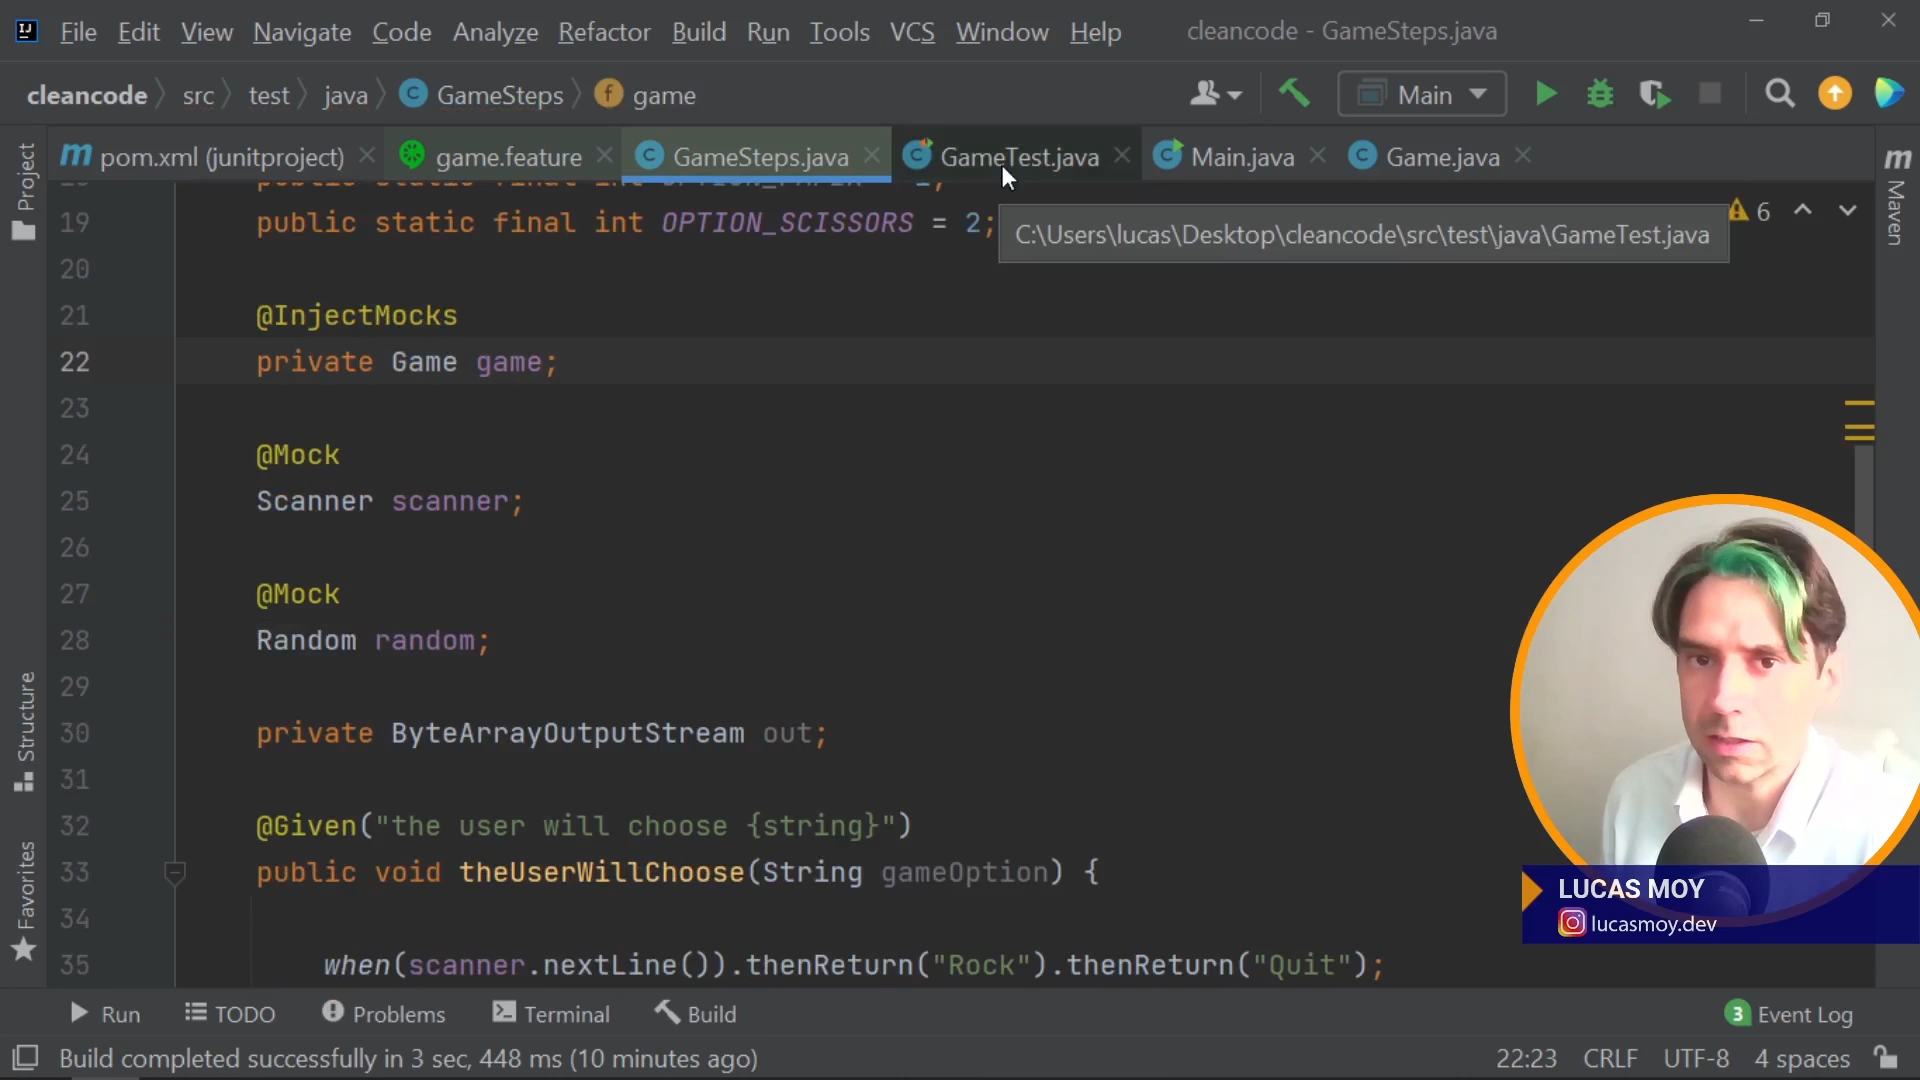 File Edit View Navigate Code Analyze Refactor Build Run Tools VCS Window Help cleancode - GameSteps.java
cleancode src test java GameSteps game Main
pom.xml (junitproject) game.feature GameSteps.java GameTest.java Main.java Game.java
19 public static final int OPTION_SCISSORS = 2;
C:\Users\lucas\Desktop\cleancode\src\test\java\GameTest.java
6
20
21 @InjectMocks
22 private Game game;
23
24 @Mock
25 Scanner scanner;
26
27 @Mock
28 Random random;
29
30 private ByteArrayOutputStream out;
31
32 @Given("the user will choose {string}")
33 public void theUserWillChoose(String gameOption) {
34
35 when(scanner.nextLine()).thenReturn("Rock").thenReturn("Quit");
Project
Structure
Favorites
Maven
LUCAS MOY
lucasmoy.dev
Run TODO Problems Terminal Build 3 Event Log
Build completed successfully in 3 sec, 448 ms (10 minutes ago) 22:23 CRLF UTF-8 4 spaces